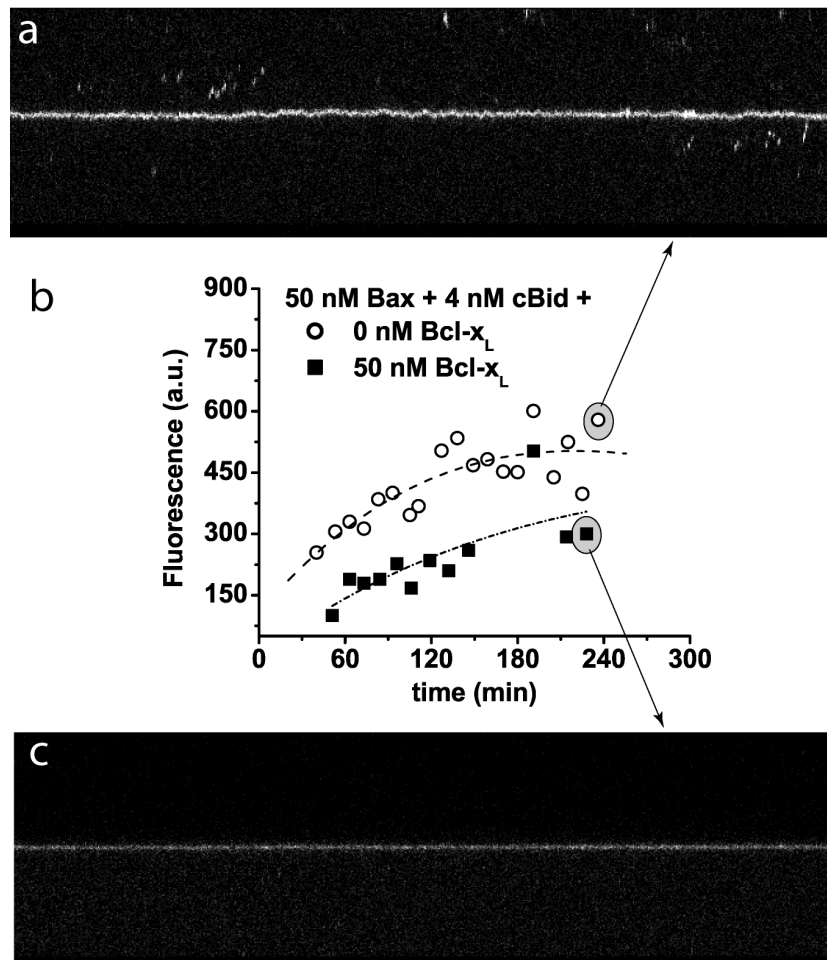 a
b
50 nM Bax + 4 nM cBid +
0 nM Bcl-xL
50 nM Bcl-xL
900
750
600
450
300
150
Fluorescence (a.u.)
0 60 120 180 240 300
time (min)
c